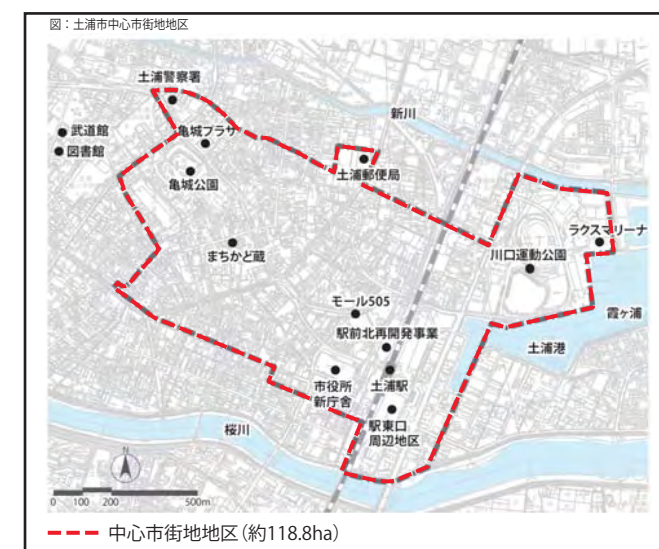 図：土浦市中心市街地地区
土浦警察署
新川
武道館
亀城プラザ
図書館
土浦郵便局
亀城公園
ラクスマリーナ
まちかど蔵
川口運動公園
モール505
霞ヶ浦
駅前北再開発事業
土浦港
市役所
新庁舎
土浦駅
駅東口
周辺地区
桜川
N
0 100 200 500m
中心市街地地区（約118.8ha）